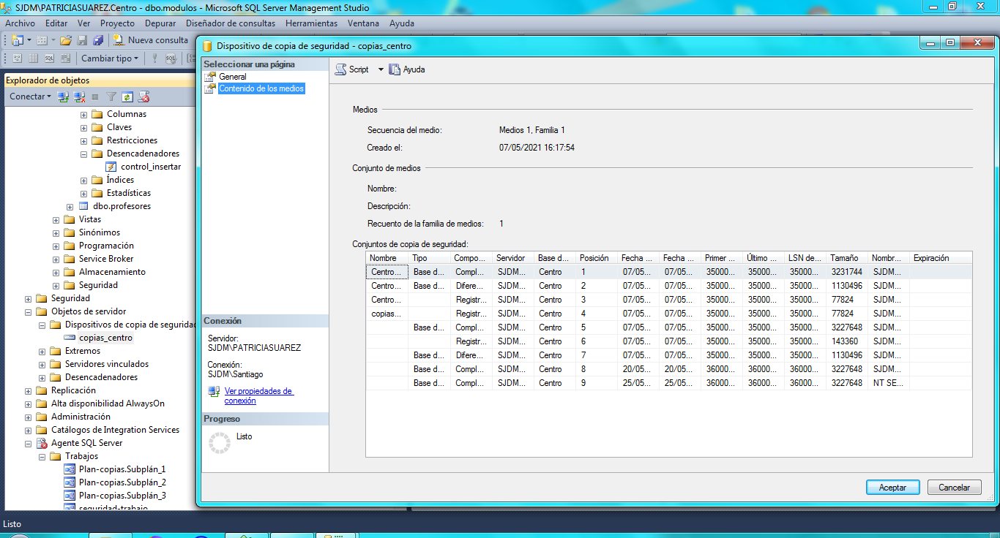 SJDM\PATRICIASUAREZ.Centro - dbo.modulos - Microsoft SQL Server Management Studio
Archivo Editar Ver Proyecto Depurar Diseñador de consultas Herramientas Ventana Ayuda
Nueva consulta
Cambiar tipo
Explorador de objetos
Conectar
Columnas
Claves
Restricciones
Desencadenadores
control_insertar
Índices
Estadísticas
dbo.profesores
Vistas
Sinónimos
Programación
Service Broker
Almacenamiento
Seguridad
Seguridad
Objetos de servidor
Dispositivos de copia de seguridad
copias_centro
Extremos
Servidores vinculados
Desencadenadores
Replicación
Alta disponibilidad AlwaysOn
Administración
Catálogos de Integration Services
Agente SQL Server
Trabajos
Plan-copias.Subplán_1
Plan-copias.Subplán_2
Plan-copias.Subplán_3
seguridad-trabajo
Listo
Dispositivo de copia de seguridad - copias_centro
Seleccionar una página
General
Contenido de los medios
Conexión
Servidor:
SJDM\PATRICIASUAREZ
Conexión:
SJDM\Santiago
Ver propiedades de
conexión
Progreso
Listo
Script Ayuda
Medios
Secuencia del medio: Medios 1, Familia 1
Creado el: 07/05/2021 16:17:54
Conjunto de medios
Nombre:
Descripción:
Recuento de la familia de medios: 1
Conjuntos de copia de seguridad:
Nombre Tipo Compo... Servidor Base d... Posición Fecha ... Fecha ... Primer ... Último ... LSN de... Tamaño Nombr... Expiración
Centro... Base d... Compl... SJDM... Centro 1 07/05... 07/05... 35000... 35000... 35000... 3231744 SJDM...
Centro... Base d... Difere... SJDM... Centro 2 07/05... 07/05... 35000... 35000... 35000... 1130496 SJDM...
Centro... Registr... SJDM... Centro 3 07/05... 07/05... 35000... 35000... 35000... 77824 SJDM...
copias... Registr... SJDM... Centro 4 07/05... 07/05... 35000... 35000... 35000... 77824 SJDM...
Base d... Compl... SJDM... Centro 5 07/05... 07/05... 35000... 35000... 35000... 3227648 SJDM...
Registr... SJDM... Centro 6 07/05... 07/05... 35000... 35000... 35000... 143360 SJDM...
Base d... Difere... SJDM... Centro 7 07/05... 07/05... 35000... 35000... 35000... 1130496 SJDM...
Base d... Compl... SJDM... Centro 8 20/05... 20/05... 36000... 36000... 36000... 3227648 SJDM...
Base d... Compl... SJDM... Centro 9 25/05... 25/05... 36000... 36000... 36000... 3227648 NT SE...
Aceptar Cancelar